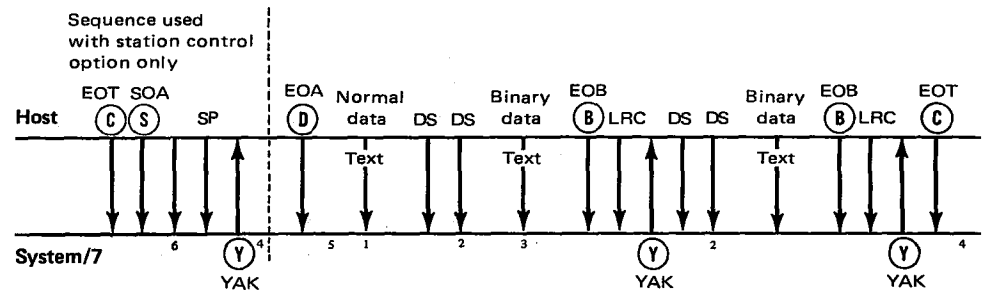 Sequence used
with station control
option only
EOT SOA SP EOA Normal data DS DS Binary data EOB LRC DS DS Binary data EOB LRC EOT
Host C S D B B C
Text Text Text
6 4 5 1 2 3 2 4
System/7 Y Y Y
YAK YAK YAK